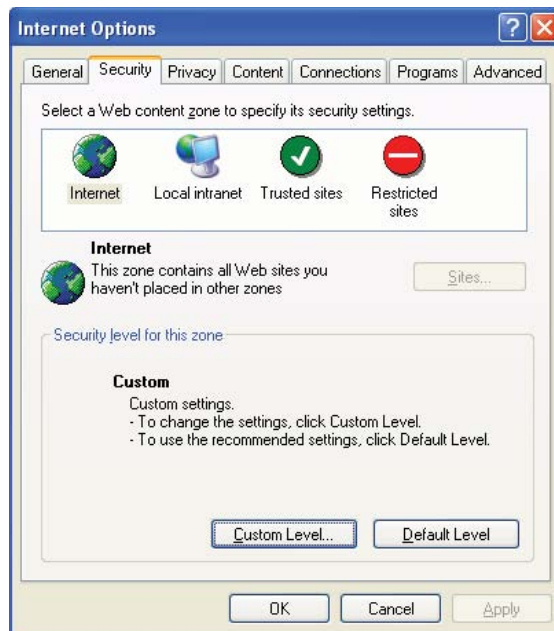 Internet Options
General Security Privacy Content Connections Programs Advanced
Select a Web content zone to specify its security settings.
Internet Local intranet Trusted sites Restricted sites
Internet
This zone contains all Web sites you
haven't placed in other zones
Sites...
Security level for this zone
Custom
Custom settings.
- To change the settings, click Custom Level.
- To use the recommended settings, click Default Level.
Custom Level... Default Level
OK Cancel Apply